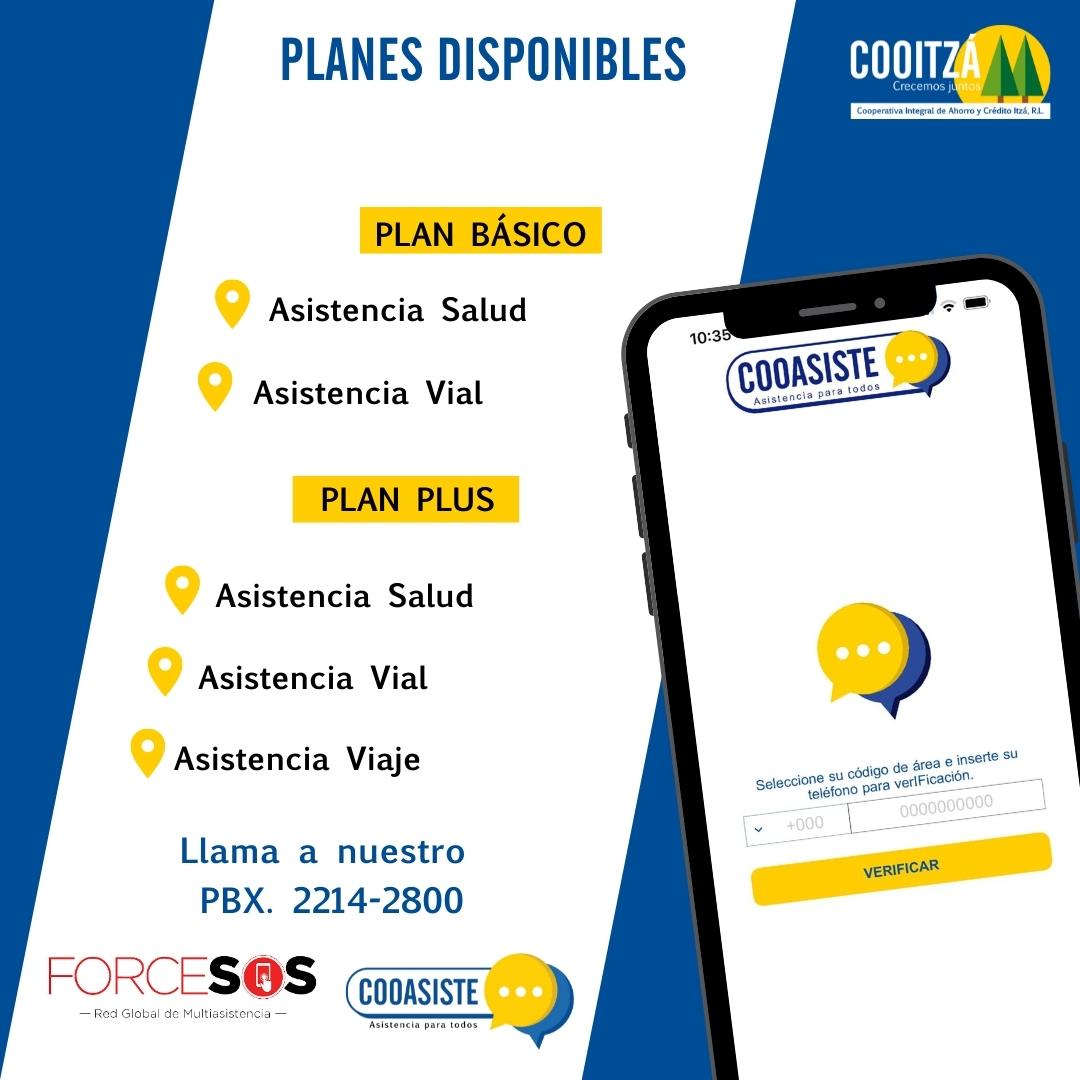 PLANES DISPONIBLES
COOITZÁ
Crecemos juntos
Cooperativa Integral de Ahorro y Crédito Itzá, R.L.
PLAN BÁSICO
Asistencia Salud
Asistencia Vial
PLAN PLUS
Asistencia Salud
Asistencia Vial
Asistencia Viaje
Llama a nuestro
PBX. 2214-2800
FORCESOS
Red Global de Multiasistencia
COOASISTE
Asistencia para todos
10:35
COOASISTE
Asistencia para todos
Seleccione su código de área e inserte su
teléfono para verIFicación.
+000 0000000000
VERIFICAR